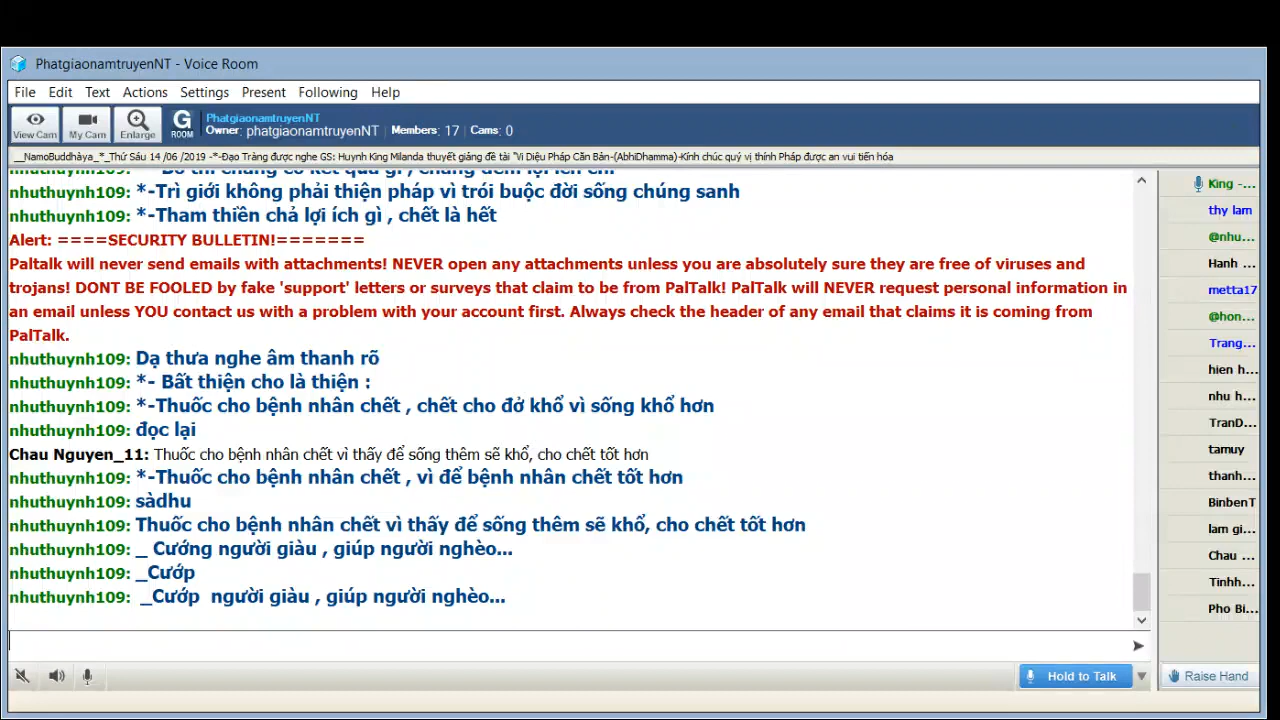 PhatgiaonamtruyenNT - Voice Room
File Edit Text Actions Settings Present Following Help
View Cam My Cam Enlarge G ROOM
PhatgiaonamtruyenNT
Owner: phatgiaonamtruyenNT Members: 17 Cams: 0
__NamoBuddhàya_*_Thứ Sáu 14 /06 /2019 -*-Đạo Tràng được nghe GS: Huynh King Milanda thuyết giảng đề tài "Vi Diệu Pháp Căn Bản-(AbhiDhamma)-Kính chúc quý vị thính Pháp được an vui tiến hóa
nhuthuynh109: *-Trì giới không phải thiện pháp vì trói buộc đời sống chúng sanh
nhuthuynh109: *-Tham thiền chả lợi ích gì , chết là hết
Alert: ====SECURITY BULLETIN!=======
Paltalk will never send emails with attachments! NEVER open any attachments unless you are absolutely sure they are free of viruses and
trojans! DONT BE FOOLED by fake 'support' letters or surveys that claim to be from PalTalk! PalTalk will NEVER request personal information in
an email unless YOU contact us with a problem with your account first. Always check the header of any email that claims it is coming from
PalTalk.
nhuthuynh109: Dạ thưa nghe âm thanh rõ
nhuthuynh109: *- Bất thiện cho là thiện :
nhuthuynh109: *-Thuốc cho bệnh nhân chết , chết cho đở khổ vì sống khổ hơn
nhuthuynh109: đọc lại
Chau Nguyen_11: Thuốc cho bệnh nhân chết vì thấy để sống thêm sẽ khổ, cho chết tốt hơn
nhuthuynh109: *-Thuốc cho bệnh nhân chết , vì để bệnh nhân chết tốt hơn
nhuthuynh109: sàdhu
nhuthuynh109: Thuốc cho bệnh nhân chết vì thấy để sống thêm sẽ khổ, cho chết tốt hơn
nhuthuynh109: _ Cướng người giàu , giúp người nghèo...
nhuthuynh109: _Cướp
nhuthuynh109: _Cướp người giàu , giúp người nghèo...
King -...
thy lam
@nhu...
Hanh ...
metta17
@hon...
Trang...
hien h...
nhu h...
TranD...
tamuy
thanh...
BinbenT
lam gi...
Chau ...
Tinhh...
Pho Bi...
Hold to Talk
Raise Hand